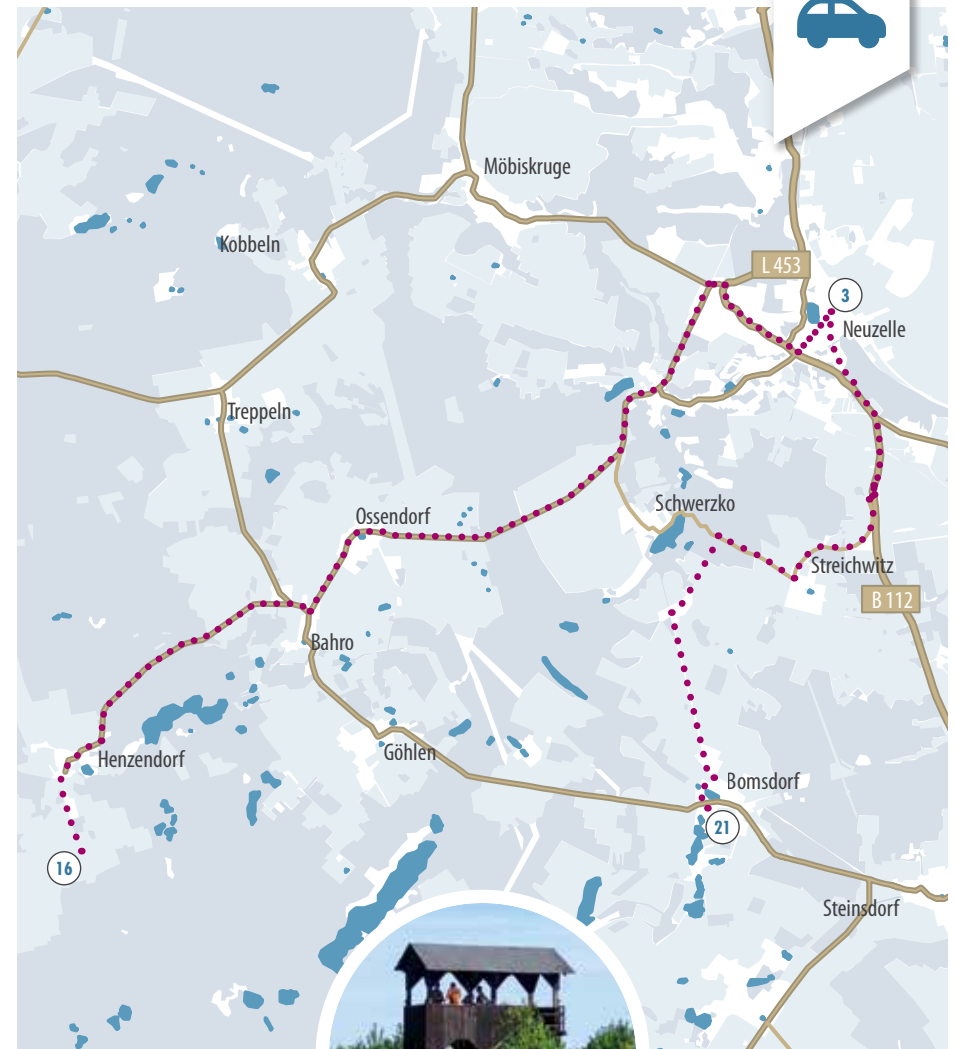 Möbiskruge
Kobbeln
L 453
3
Neuzelle
Treppeln
Schwerzko
Ossendorf
Streichwitz
B 112
Bahro
Henzendorf
Göhlen
Bomsdorf
21
16
Steinsdorf